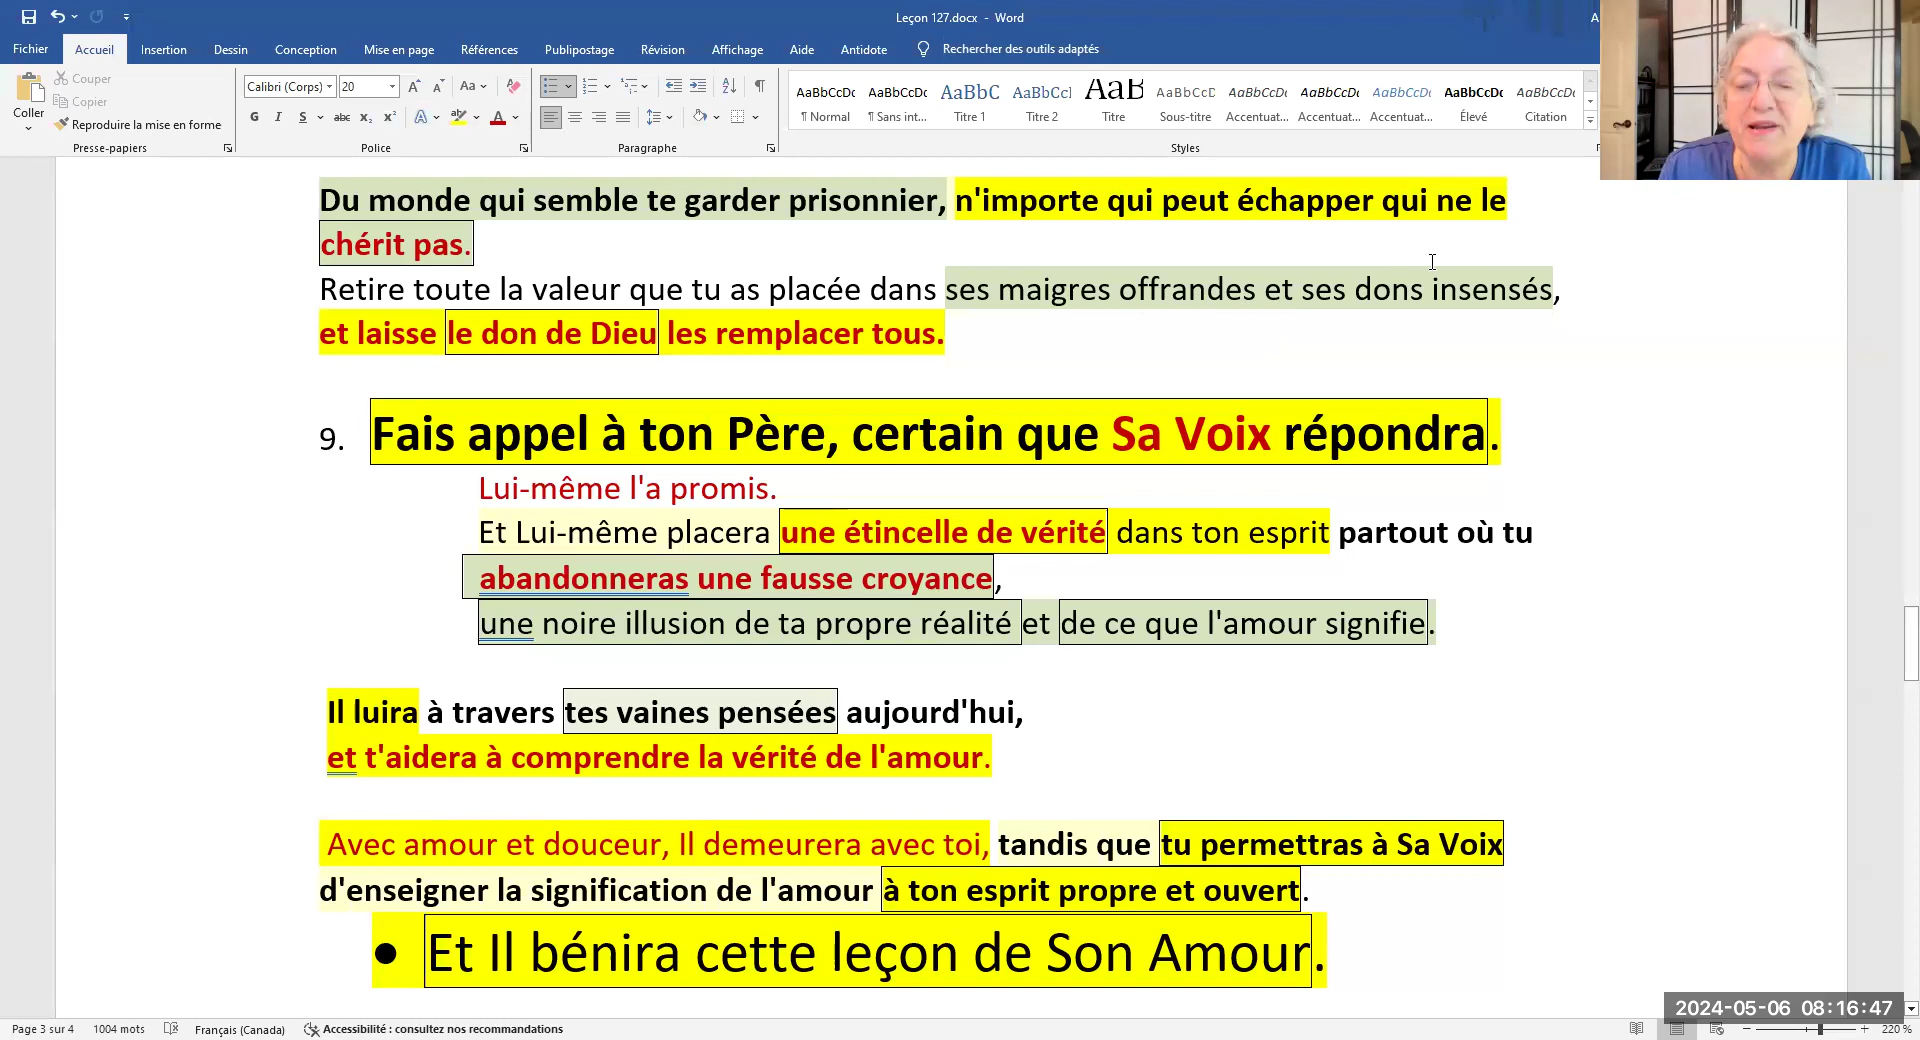 Leçon 127.docx - Word
A
Fichier Accueil Insertion Dessin Conception Mise en page Références Publipostage Révision Affichage Aide Antidote Rechercher des outils adaptés
Coller
Couper
Copier
Reproduire la mise en forme
Calibri (Corps) 20
AaBbCcDc AaBbCcDc AaBbC AaBbCcI AaB AaBbCcD AaBbCcDc AaBbCcDc AaBbCcDc AaBbCcDc AaBbCcDc
¶ Normal ¶ Sans int... Titre 1 Titre 2 Titre Sous-titre Accentuat... Accentuat... Accentuat... Élevé Citation
Presse-papiers Police Paragraphe Styles
Du monde qui semble te garder prisonnier, n'importe qui peut échapper qui ne le
chérit pas.
Retire toute la valeur que tu as placée dans ses maigres offrandes et ses dons insensés,
et laisse le don de Dieu les remplacer tous.
9. Fais appel à ton Père, certain que Sa Voix répondra.
Lui-même l'a promis.
Et Lui-même placera une étincelle de vérité dans ton esprit partout où tu
abandonneras une fausse croyance,
une noire illusion de ta propre réalité et de ce que l'amour signifie.
Il luira à travers tes vaines pensées aujourd'hui,
et t'aidera à comprendre la vérité de l'amour.
Avec amour et douceur, Il demeurera avec toi, tandis que tu permettras à Sa Voix
d'enseigner la signification de l'amour à ton esprit propre et ouvert.
• Et Il bénira cette leçon de Son Amour.
2024-05-06 08:16:47
Page 3 sur 4 1004 mots Français (Canada) Accessibilité : consultez nos recommandations 220 %